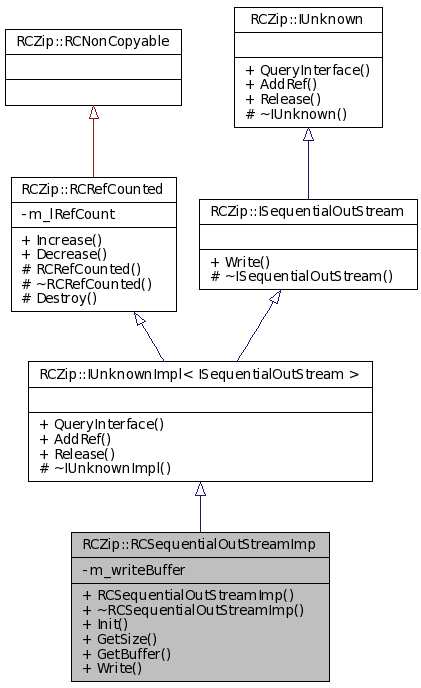 RCZip::RCNonCopyable
RCZip::IUnknown
+ QueryInterface()
+ AddRef()
+ Release()
# ~IUnknown()
RCZip::RCRefCounted
- m_lRefCount
+ Increase()
+ Decrease()
# RCRefCounted()
# ~RCRefCounted()
# Destroy()
RCZip::ISequentialOutStream
+ Write()
# ~ISequentialOutStream()
RCZip::IUnknownImpl< ISequentialOutStream >
+ QueryInterface()
+ AddRef()
+ Release()
# ~IUnknownImpl()
RCZip::RCSequentialOutStreamImp
- m_writeBuffer
+ RCSequentialOutStreamImp()
+ ~RCSequentialOutStreamImp()
+ Init()
+ GetSize()
+ GetBuffer()
+ Write()